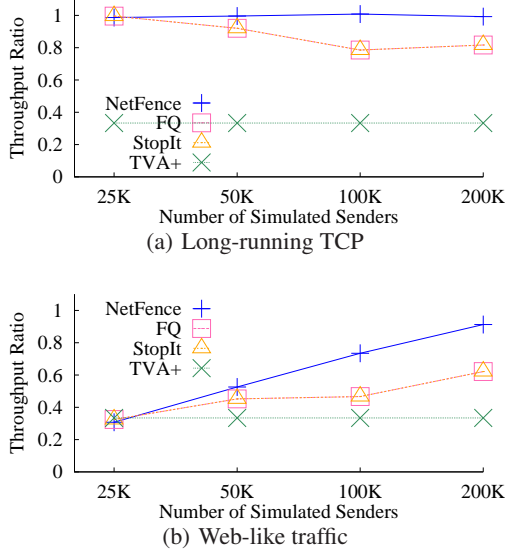 1
0.8
0.6
0.4
0.2
0
Throughput Ratio
NetFence
FQ
StopIt
TVA+
25K 50K 100K 200K
Number of Simulated Senders
(a) Long-running TCP
1
0.8
0.6
0.4
0.2
0
Throughput Ratio
NetFence
FQ
StopIt
TVA+
25K 50K 100K 200K
Number of Simulated Senders
(b) Web-like traffic